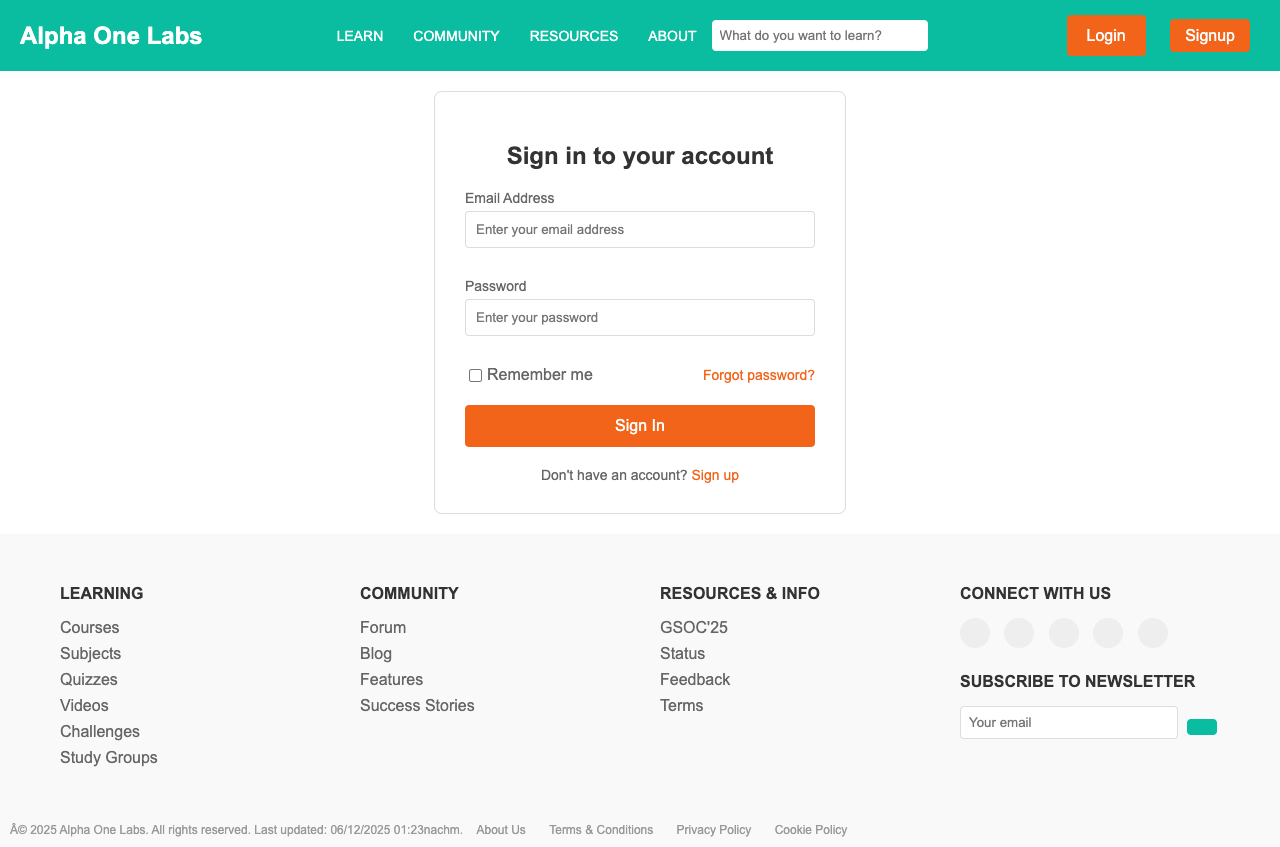 Alpha One Labs
LEARN COMMUNITY RESOURCES ABOUT What do you want to learn? Login Signup
Sign in to your account
Email Address
Enter your email address
Password
Enter your password
Remember me Forgot password?
Sign In
Don't have an account? Sign up
LEARNING
Courses
Subjects
Quizzes
Videos
Challenges
Study Groups
COMMUNITY
Forum
Blog
Features
Success Stories
RESOURCES & INFO
GSOC'25
Status
Feedback
Terms
CONNECT WITH US
SUBSCRIBE TO NEWSLETTER
Your email
Â© 2025 Alpha One Labs. All rights reserved. Last updated: 06/12/2025 01:23nachm. About Us Terms & Conditions Privacy Policy Cookie Policy